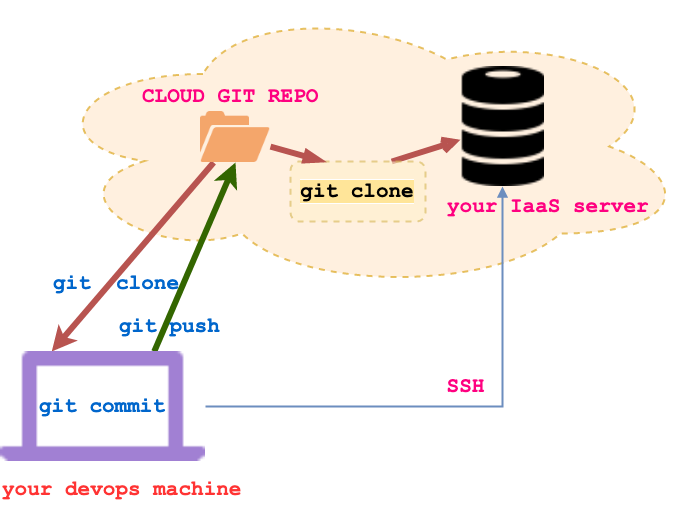 CLOUD GIT REPO
git clone
your IaaS server
git  clone
git push
SSH
git commit
your devops machine